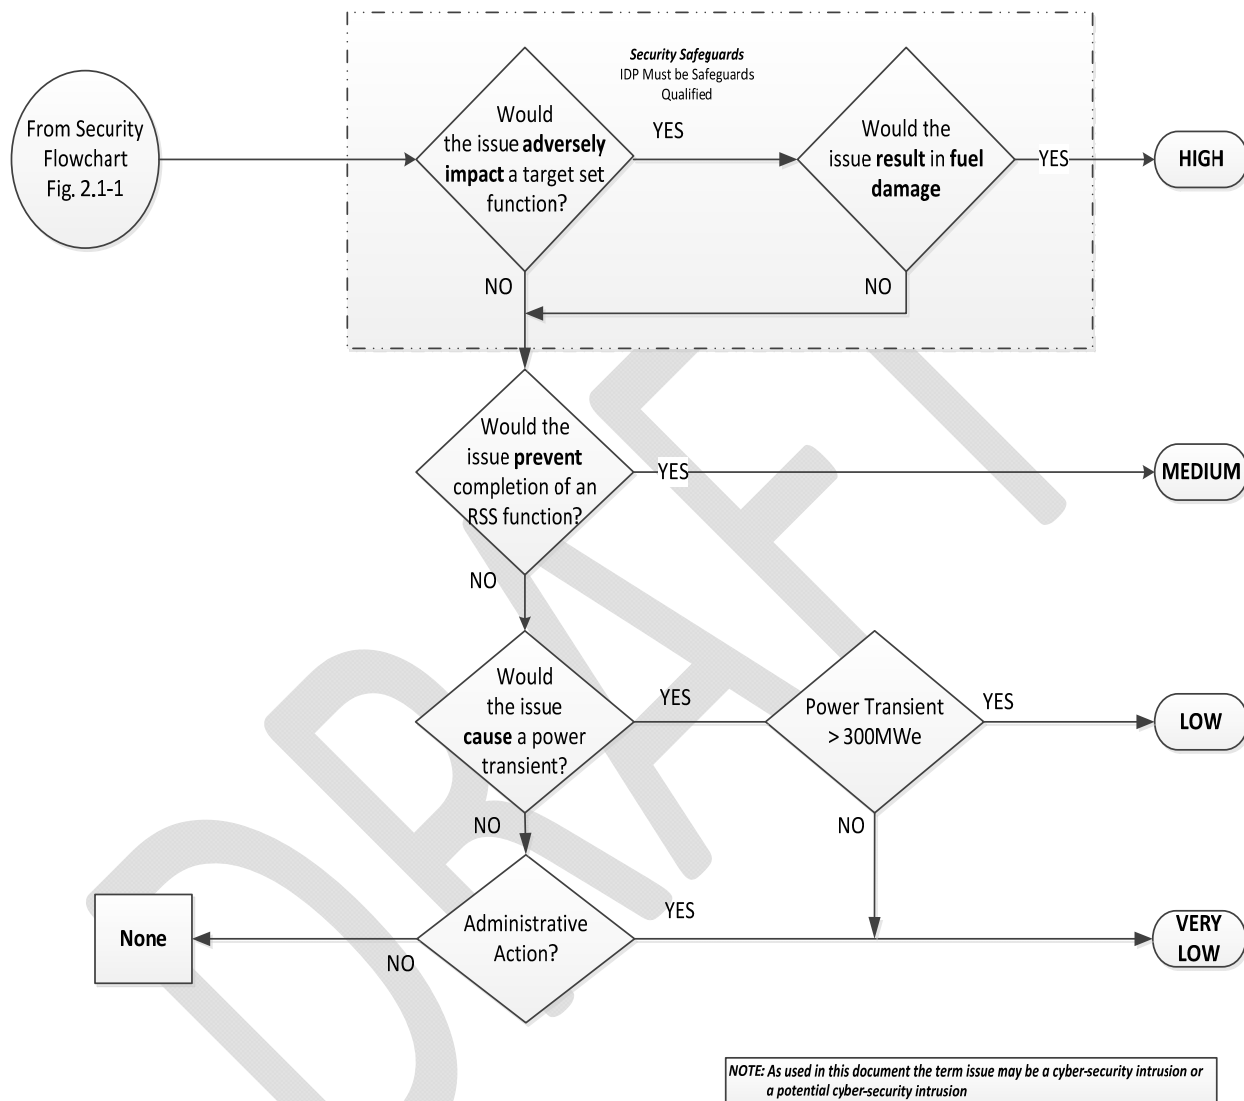 Security Safeguards
IDP Must be Safeguards
Qualified
From Security
Flowchart
Fig. 2.1-1
Would
the issue adversely
impact a target set
function?
YES
Would the
issue result in fuel
damage
YES
HIGH
NO
NO
Would the
issue prevent
completion of an
RSS function?
YES
MEDIUM
NO
Would
the issue
cause a power
transient?
YES
Power Transient
> 300MWe
YES
LOW
NO
NO
Administrative
Action?
YES
VERY
LOW
NO
None
DRAFT
NOTE: As used in this document the term issue may be a cyber-security intrusion or
a potential cyber-security intrusion